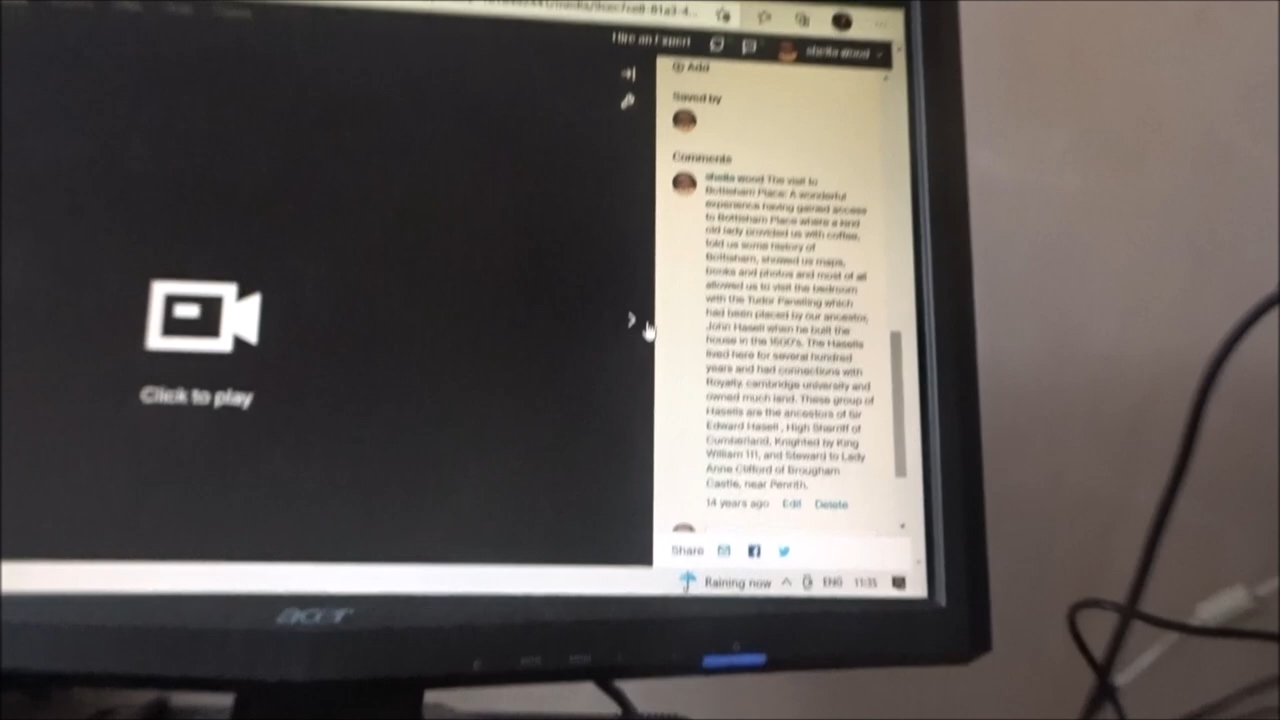 Hire an Expert
sheila wood
Add
Saved by
Comments
sheila wood The visit to
Bottisham Place: A wonderful
experience having gained access
to Bottisham Place where a kind
old lady provided us with coffee,
told us some history of
Bottisham, showed us maps,
books and photos and most of all
allowed us to visit the bedroom
with the Tudor Panelling which
had been placed by our ancestor,
John Hasell when he built the
house in the 1600's. The Hasells
lived here for several hundred
years and had connections with
Royalty, cambridge university and
owned much land. These group of
Hasells are the ancestors of Sir
Edward Hasell , High Sherriff of
Cumberland, Knighted by King
William 111, and Steward to Lady
Anne Clifford of Brougham
Castle, near Penrith.
14 years ago Edit Delete
Click to play
Share
Raining now ENG 11:35
acer